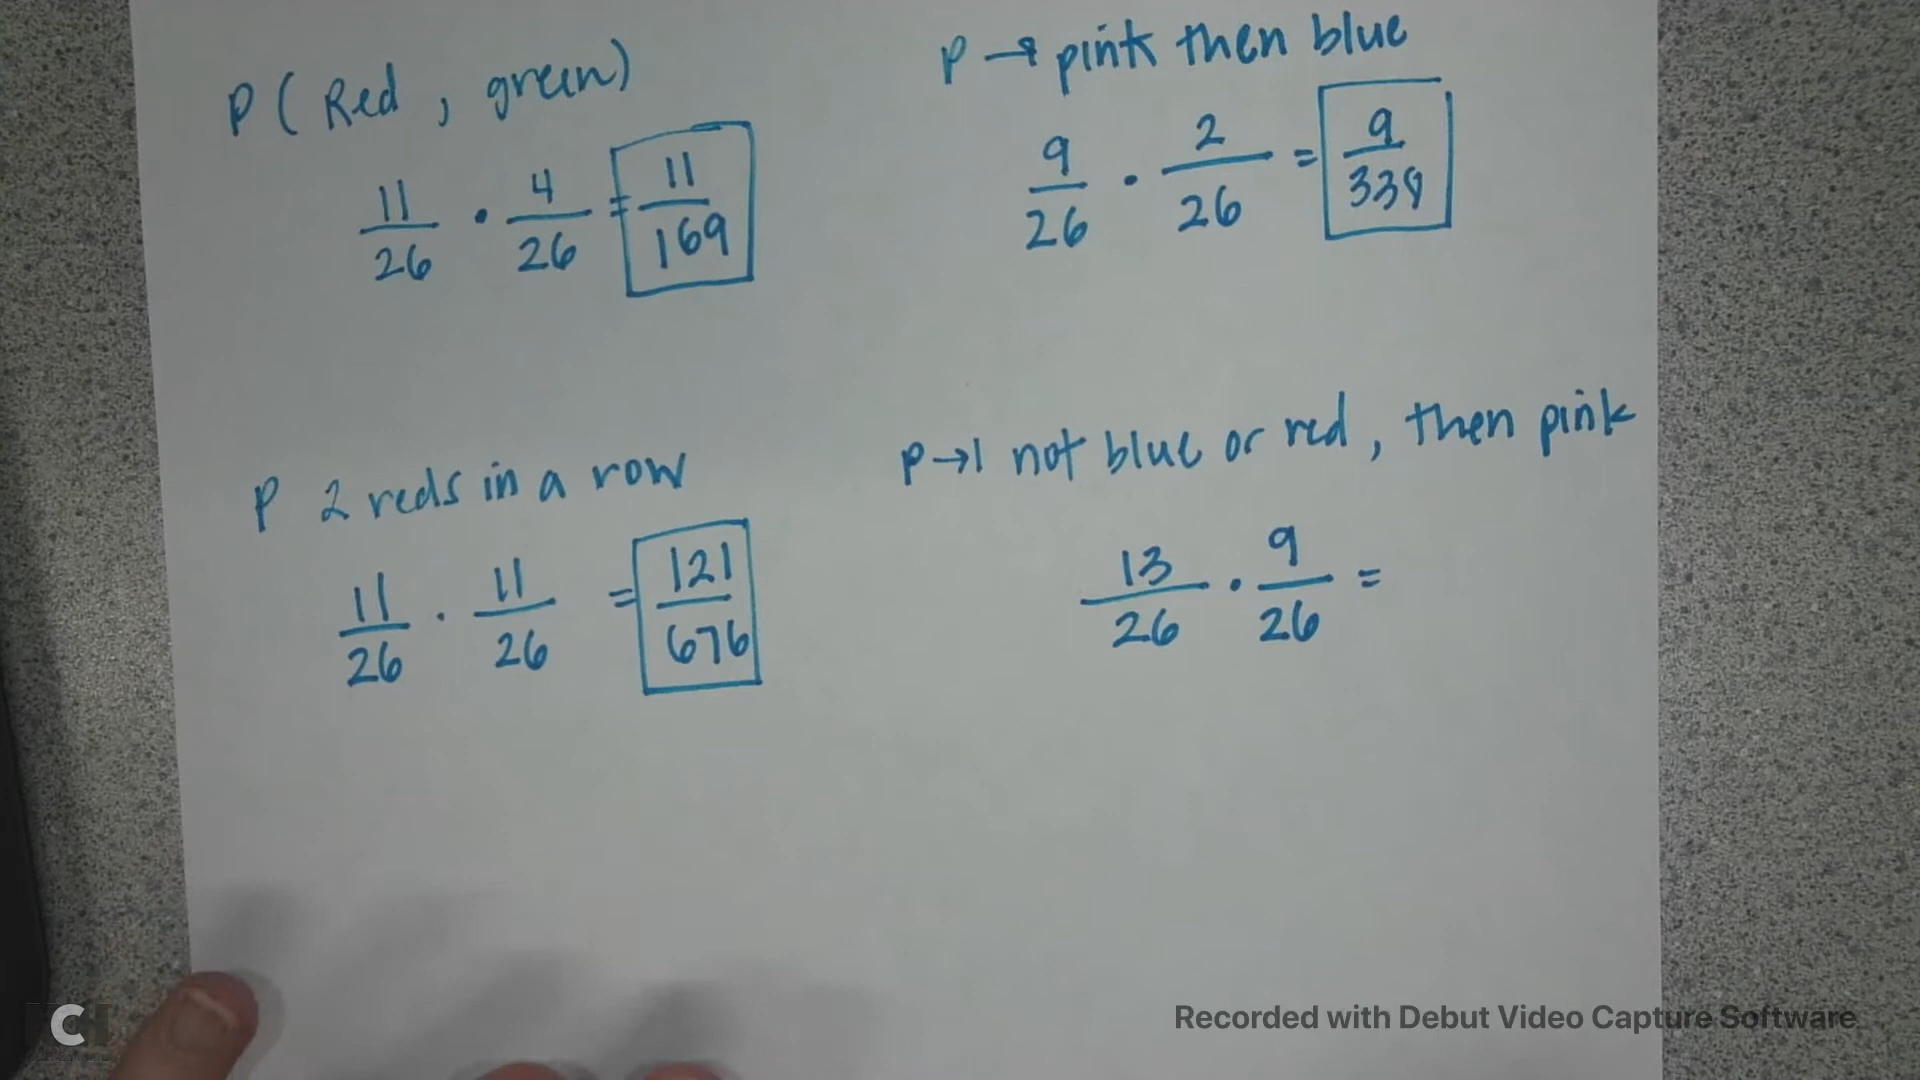 P ( Red , green)
11/26 · 4/26 = 11/169
P → pink then blue
9/26 · 2/26 = 9/338
P 2 reds in a row
11/26 · 11/26 = 121/676
P → 1 not blue or red, then pink
13/26 · 9/26 =
Recorded with Debut Video Capture Software